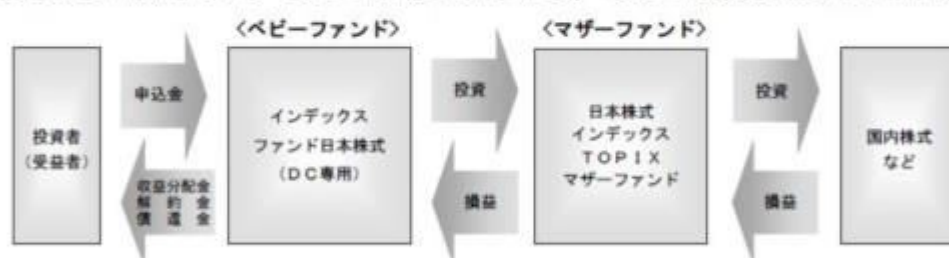 〈ベビーファンド〉
〈マザーファンド〉
投資者
(受益者)
申込金
収益分配金
解約金
償還金
インデックス
ファンド日本株式
(DC専用)
投資
損益
日本株式
インデックス
TOPIX
マザーファンド
投資
損益
国内株式
など